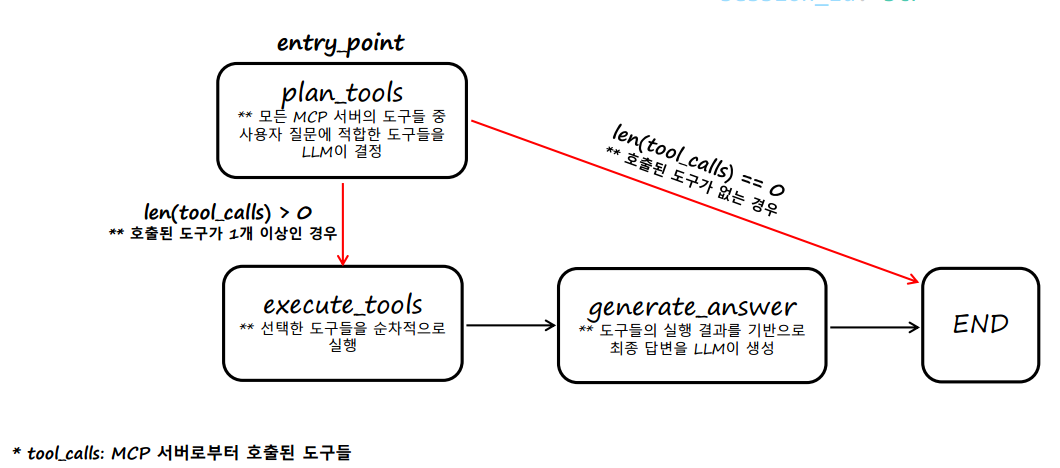 entry_point
plan_tools
** 모든 MCP 서버의 도구들 중
사용자 질문에 적합한 도구들을
LLM이 결정
len(tool_calls) == 0
** 호출된 도구가 없는 경우
len(tool_calls) > 0
** 호출된 도구가 1개 이상인 경우
execute_tools
** 선택한 도구들을 순차적으로
실행
generate_answer
** 도구들의 실행 결과를 기반으로
최종 답변을 LLM이 생성
END
* tool_calls: MCP 서버로부터 호출된 도구들